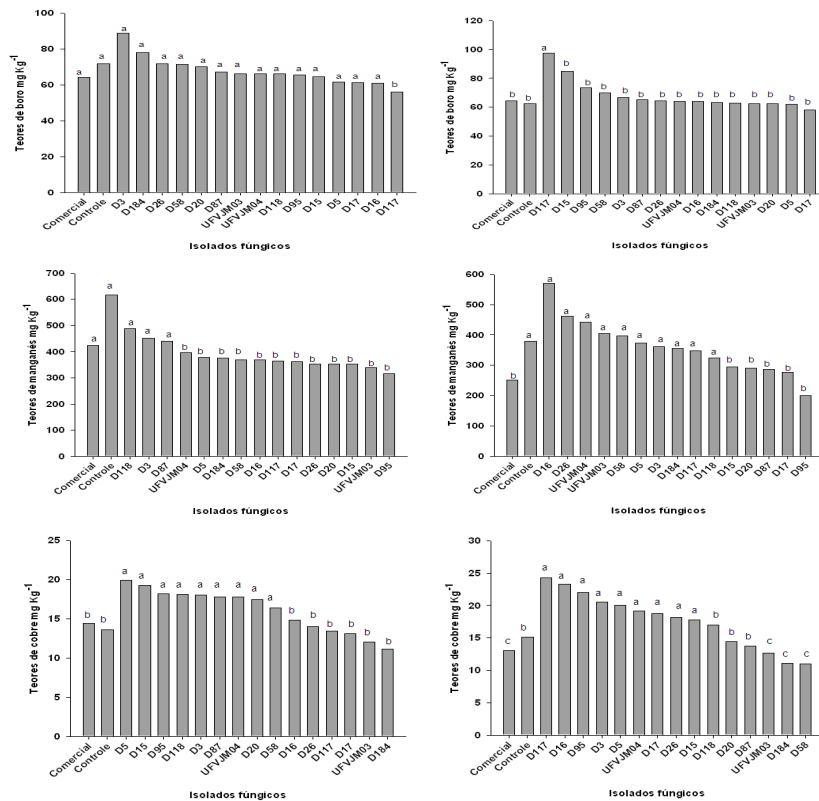 Teores de boro mg Kg-1
100
80
60
40
20
0
a a a a a a a a a a a a a a a a b
Comercial Controle D3 D184 D26 D58 D20 D87 UFVJM03 UFVJM04 D118 D95 D15 D5 D17 D16 D117
Isolados fúngicos
Teores de boro mg Kg-1
120
100
80
60
40
20
0
b b a b b b b b b b b b b b b b b
Comercial Controle D117 D15 D95 D58 D3 D87 D26 UFVJM04 D16 D184 D118 UFVJM03 D20 D5 D17
Isolados fúngicos
Teores de manganês mg Kg-1
700
600
500
400
300
200
100
0
a a a a a b b b b b b b b b b b b
Comercial Controle D118 D3 D87 UFVJM04 D5 D184 D58 D16 D117 D17 D26 D20 D15 UFVJM03 D95
Isolados fúngicos
Teores de manganês mg Kg-1
600
500
400
300
200
100
0
b a a a a a a a a a a a b b b b b
Comercial Controle D16 D26 UFVJM04 UFVJM03 D58 D5 D3 D184 D117 D118 D15 D20 D87 D17 D95
Isolados fúngicos
Teores de cobre mg Kg-1
25
20
15
10
5
0
b b a a a a a a a a a b b b b b b
Comercial Controle D5 D15 D95 D118 D3 D87 UFVJM04 D20 D58 D16 D26 D117 D17 UFVJM03 D184
Isolados fúngicos
Teores de cobre mg Kg-1
30
25
20
15
10
5
0
c b a a a a a a a a a b b b c c c
Comercial Controle D117 D16 D95 D3 D5 UFVJM04 D17 D26 D15 D118 D20 D87 UFVJM03 D184 D58
Isolados fúngicos